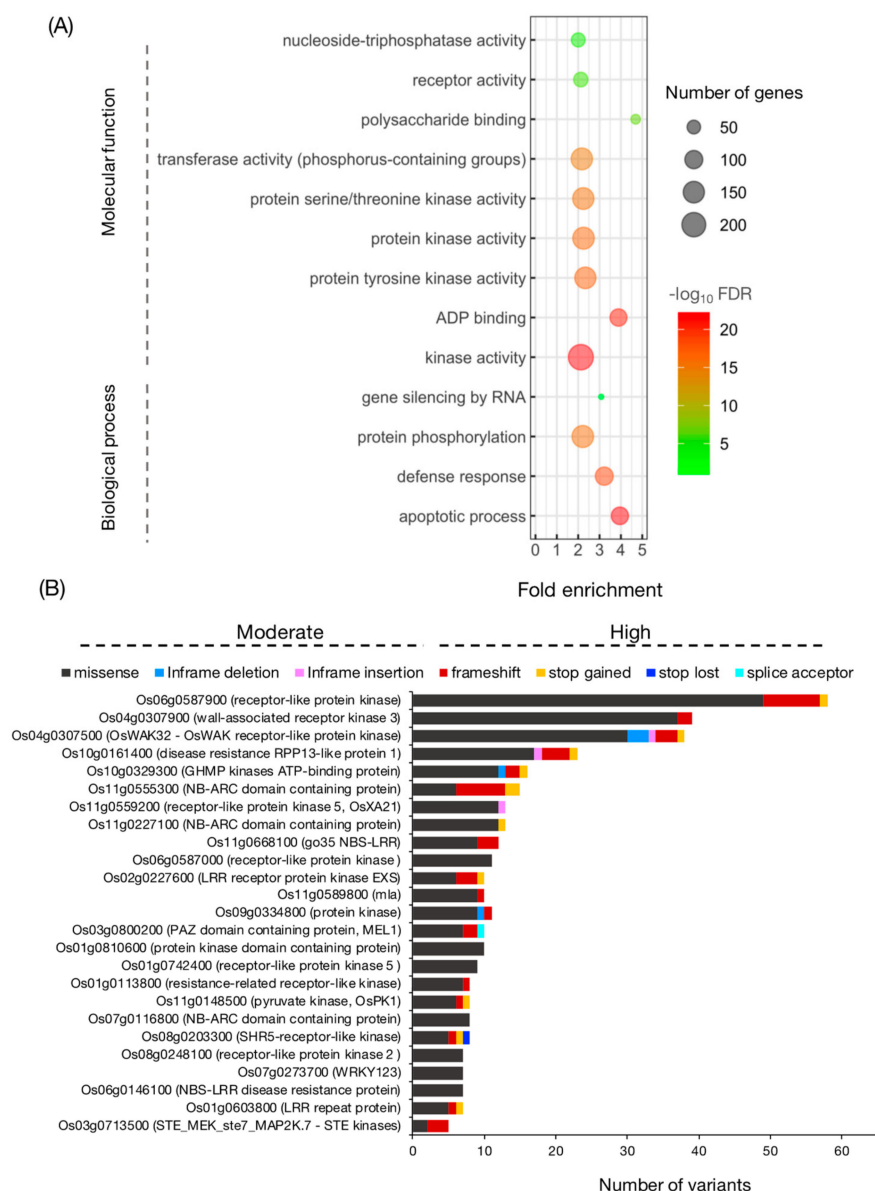 (A)
Molecular function
Biological process
nucleoside-triphosphatase activity
receptor activity
polysaccharide binding
transferase activity (phosphorus-containing groups)
protein serine/threonine kinase activity
protein kinase activity
protein tyrosine kinase activity
ADP binding
kinase activity
gene silencing by RNA
protein phosphorylation
defense response
apoptotic process
0 1 2 3 4 5
Fold enrichment
Number of genes
50
100
150
200
-log₁₀ FDR
20
15
10
5
(B)
Moderate High
missense Inframe deletion Inframe insertion frameshift stop gained stop lost splice acceptor
Os06g0587900 (receptor-like protein kinase)
Os04g0307900 (wall-associated receptor kinase 3)
Os04g0307500 (OsWAK32 - OsWAK receptor-like protein kinase)
Os10g0161400 (disease resistance RPP13-like protein 1)
Os10g0329300 (GHMP kinases ATP-binding protein)
Os11g0555300 (NB-ARC domain containing protein)
Os11g0559200 (receptor-like protein kinase 5, OsXA21)
Os11g0227100 (NB-ARC domain containing protein)
Os11g0668100 (go35 NBS-LRR)
Os06g0587000 (receptor-like protein kinase )
Os02g0227600 (LRR receptor protein kinase EXS)
Os11g0589800 (mla)
Os09g0334800 (protein kinase)
Os03g0800200 (PAZ domain containing protein, MEL1)
Os01g0810600 (protein kinase domain containing protein)
Os01g0742400 (receptor-like protein kinase 5 )
Os01g0113800 (resistance-related receptor-like kinase)
Os11g0148500 (pyruvate kinase, OsPK1)
Os07g0116800 (NB-ARC domain containing protein)
Os08g0203300 (SHR5-receptor-like kinase)
Os08g0248100 (receptor-like protein kinase 2 )
Os07g0273700 (WRKY123)
Os06g0146100 (NBS-LRR disease resistance protein)
Os01g0603800 (LRR repeat protein)
Os03g0713500 (STE_MEK_ste7_MAP2K.7 - STE kinases)
0 10 20 30 40 50 60
Number of variants